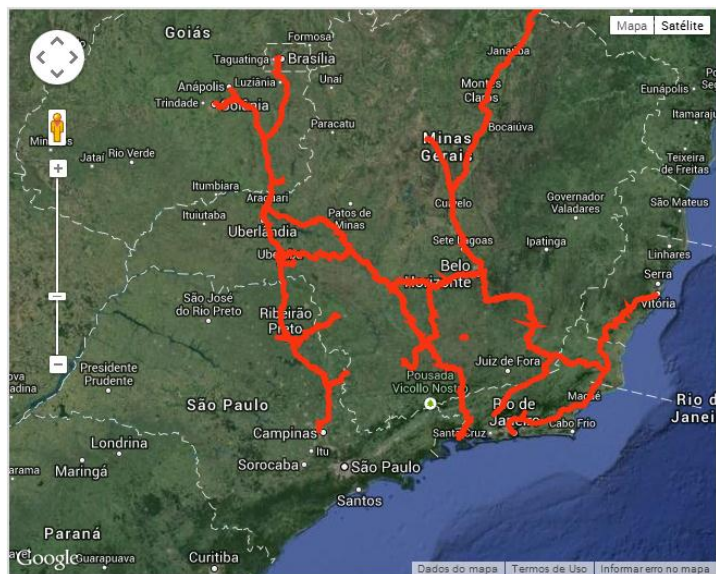 Goiás
Formosa
Mapa
Satélite
Taguatinga
Brasília
Janaúba
Anápolis
Luziânia
Unaí
Montes
Claros
Eunápolis
Trindade
Goiânia
Itamaraju
Paracatu
Bocaiúva
Minas
Gerais
Jataí
Rio Verde
Teixeira
de Freitas
Itumbiara
Araguari
Curvelo
Governador
Valadares
Ituiutaba
Patos de
Minas
São Mateus
Uberlândia
Sete Lagoas
Ipatinga
Uberaba
Linhares
Belo
Horizonte
Serra
Vitória
São José
do Rio Preto
Ribeirão
Preto
Juiz de Fora
Presidente
Prudente
Pousada
Vicollo Nostro
São Paulo
Rio de
Janeiro
Macaé
Rio d
Janei
Campinas
Santa Cruz
Cabo Frio
Londrina
Itu
Maringá
Sorocaba
São Paulo
Santos
Paraná
Google
Guarapuava
Curitiba
Dados do mapa
Termos de Uso
Informar erro no mapa